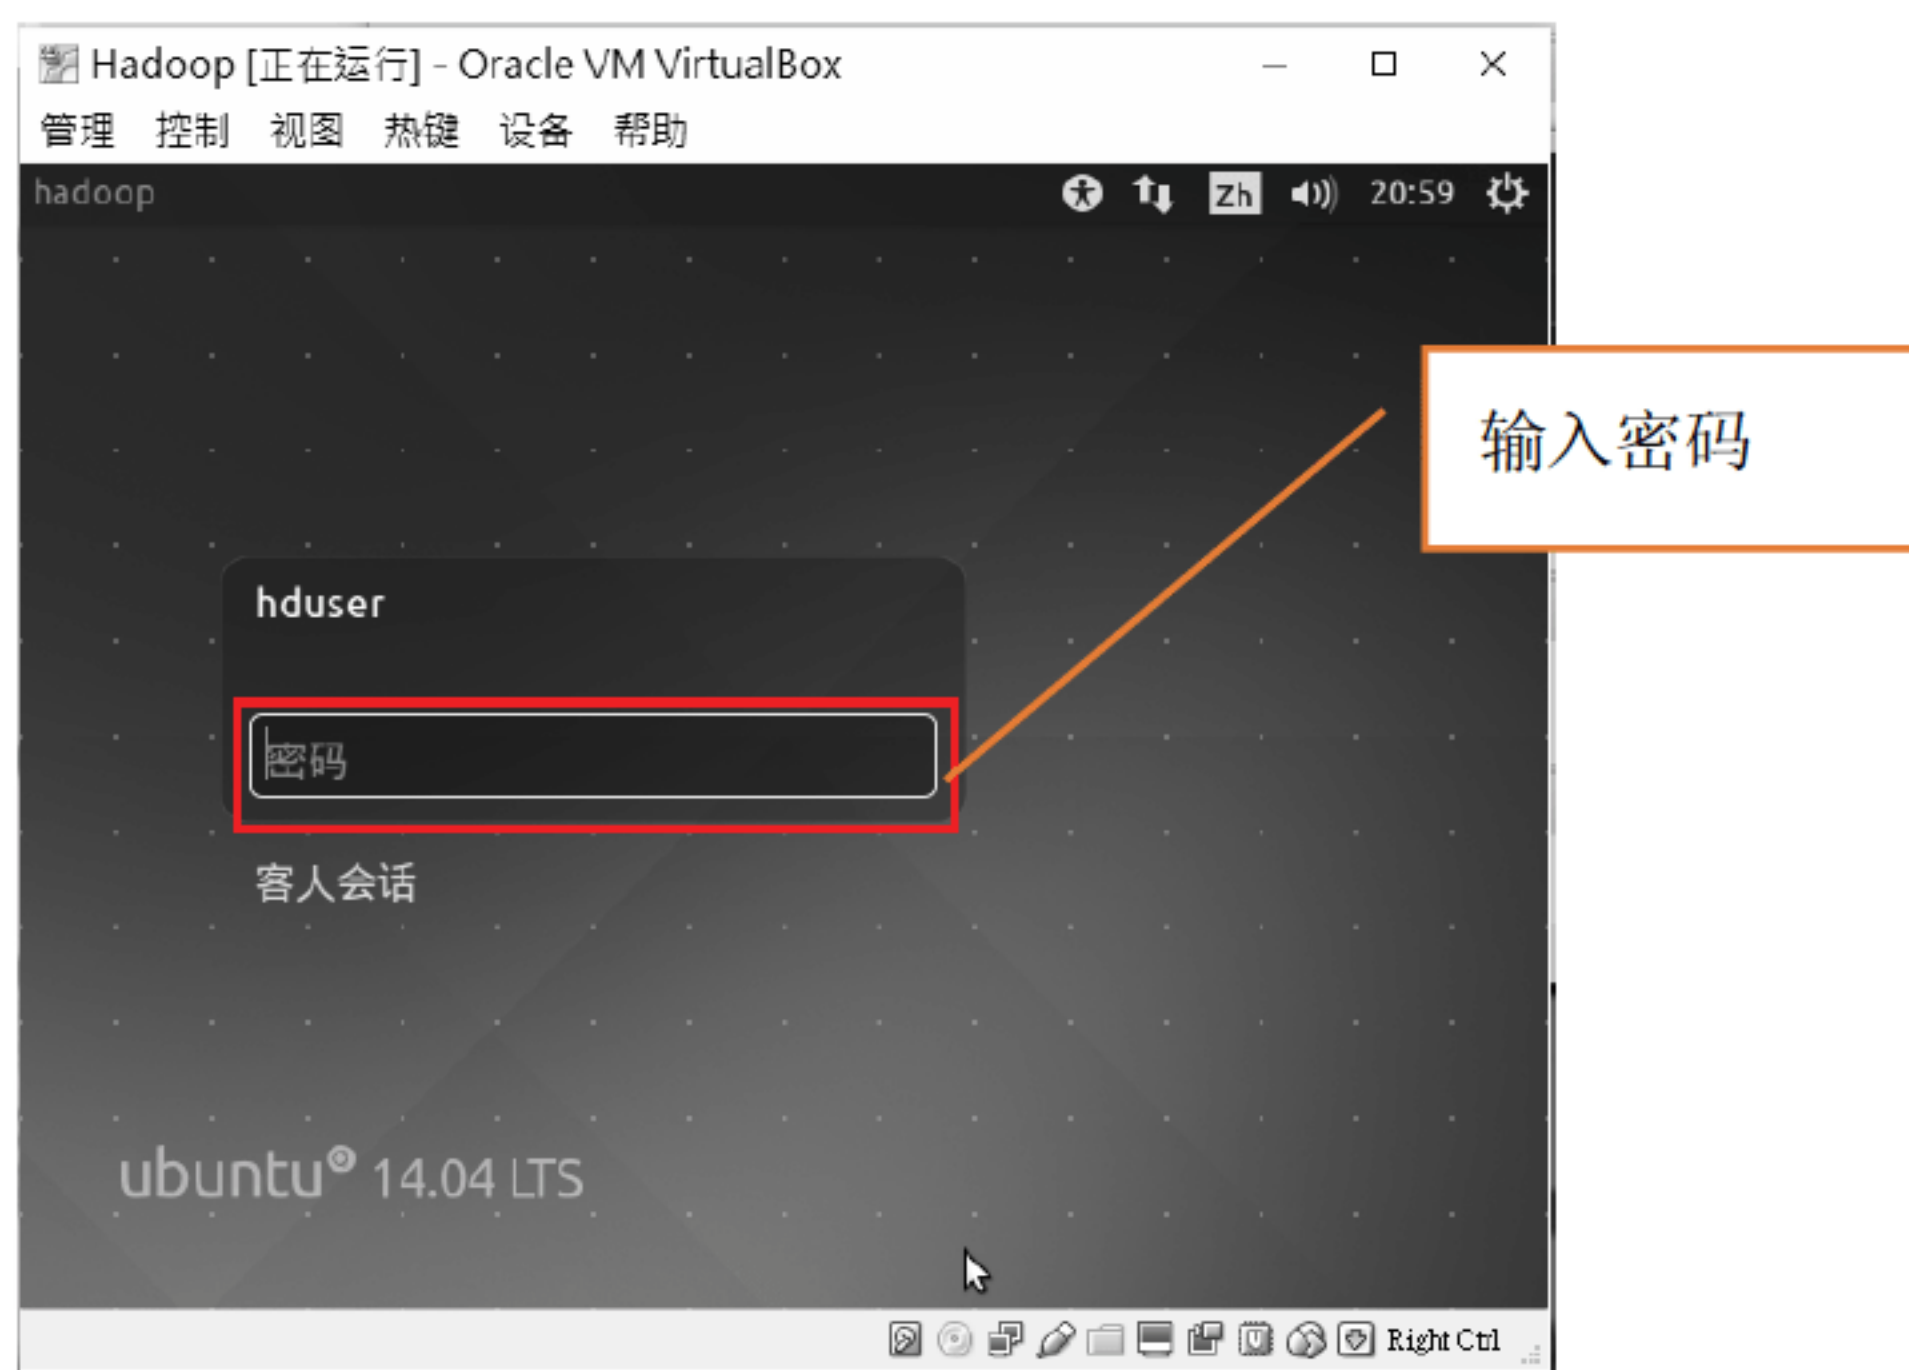 Hadoop [正在运行] - Oracle VM VirtualBox
管理 控制 视图 热键 设备 帮助
hadoop Zh 20:59
输入密码
hduser
密码
客人会话
ubuntu® 14.04 LTS
Right Ctrl